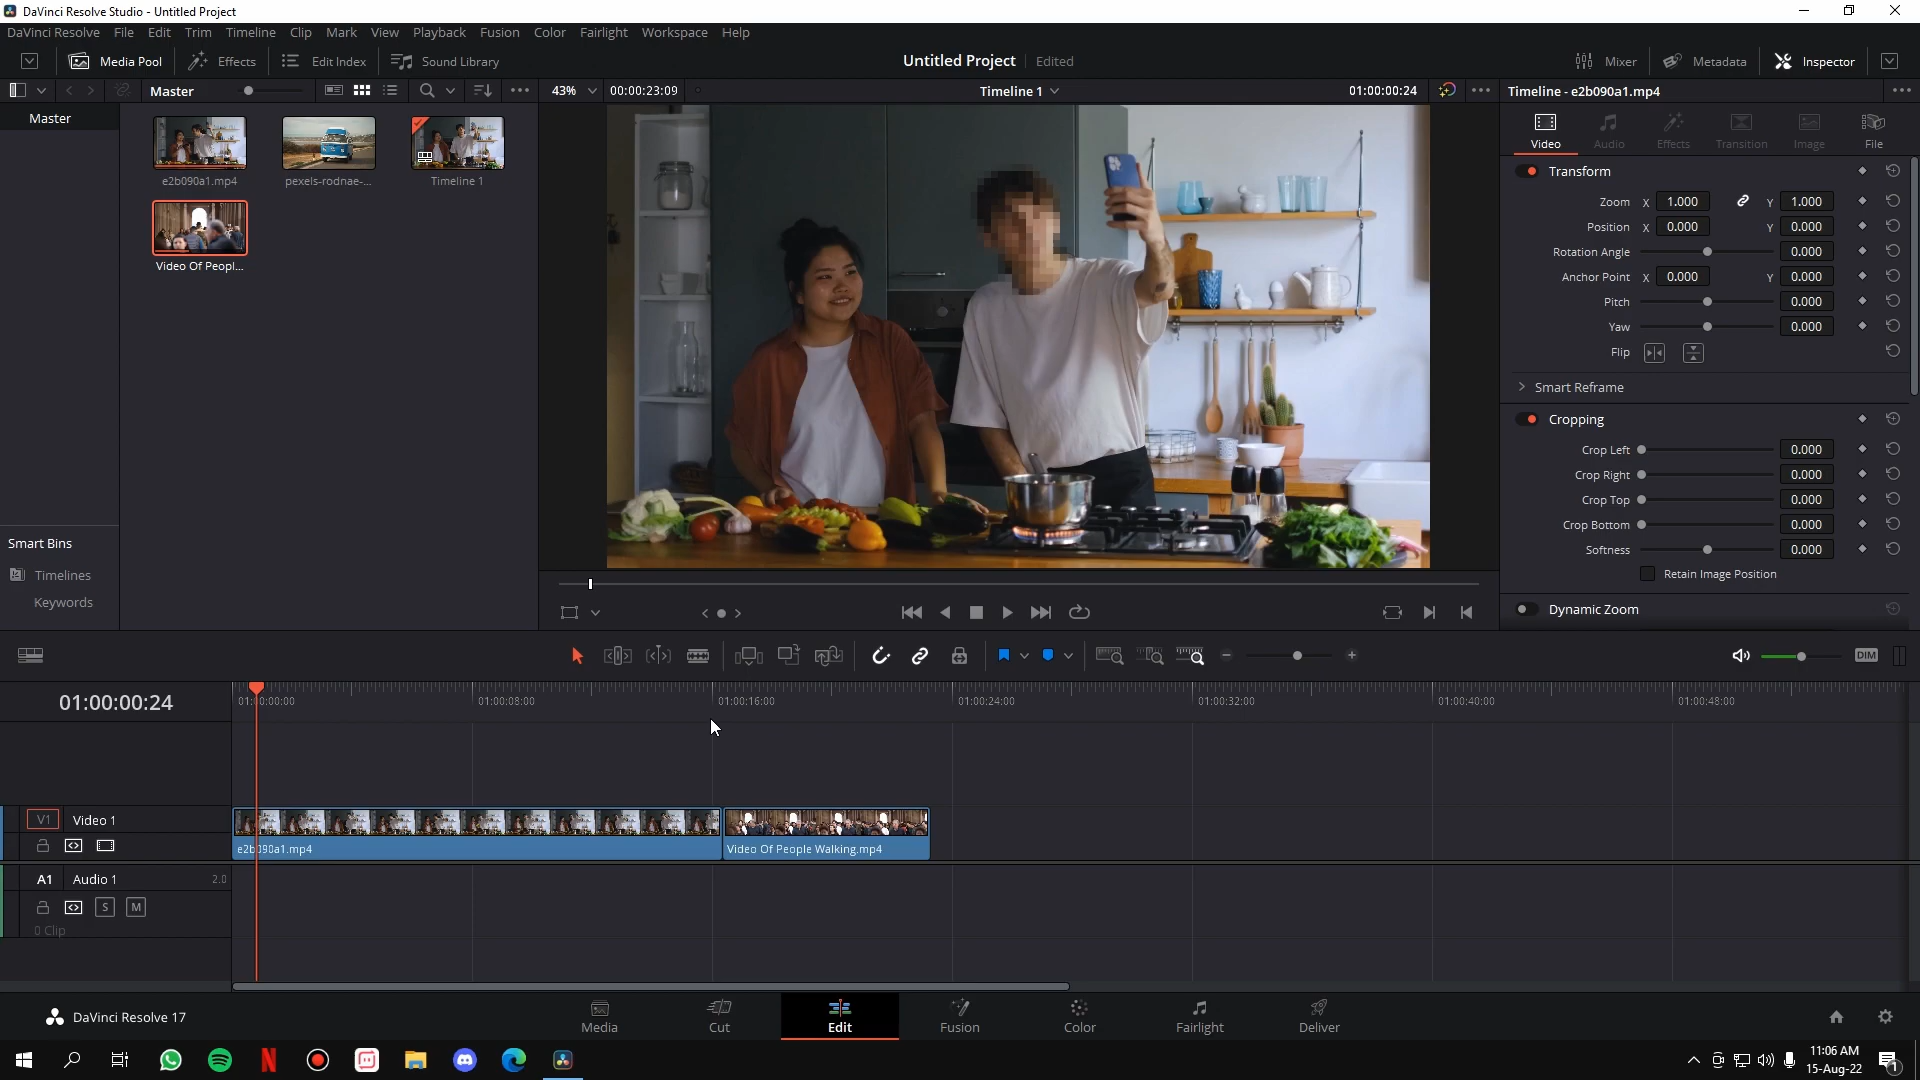 DaVinci Resolve Studio - Untitled Project
DaVinci Resolve File Edit Trim Timeline Clip Mark View Playback Fusion Color Fairlight Workspace Help
Media Pool Effects Edit Index Sound Library Untitled Project Edited Mixer Metadata Inspector
Master 43% 00:00:23:09 Timeline 1 01:00:00:24 Timeline - e2b090a1.mp4
Master
Video Audio Effects Transition Image File
e2b090a1.mp4 pexels-rodnae-... Timeline 1
Video Of Peopl...
Transform
Zoom X 1.000 Y 1.000
Position X 0.000 Y 0.000
Rotation Angle 0.000
Anchor Point X 0.000 Y 0.000
Pitch 0.000
Yaw 0.000
Flip
Smart Reframe
Cropping
Crop Left 0.000
Crop Right 0.000
Crop Top 0.000
Crop Bottom 0.000
Softness 0.000
Retain Image Position
Dynamic Zoom
Smart Bins
Timelines
Keywords
DIM
01:00:00:24 01:00:00:00 01:00:08:00 01:00:16:00 01:00:24:00 01:00:32:00 01:00:40:00 01:00:48:00
V1 Video 1
e2b090a1.mp4 Video Of People Walking.mp4
A1 Audio 1 2.0
S M
0 Clip
DaVinci Resolve 17 Media Cut Edit Fusion Color Fairlight Deliver
11:06 AM
15-Aug-22
1